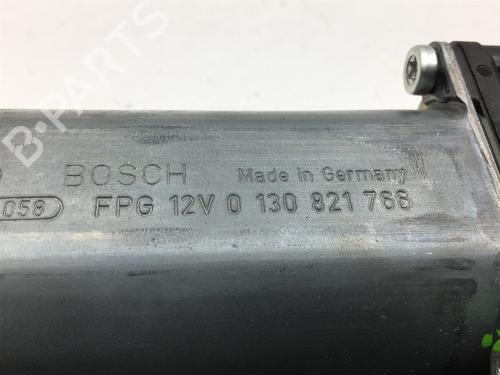 B-PARTS
BOSCH Made in Germany
058 FPG 12V 0 130 821 766